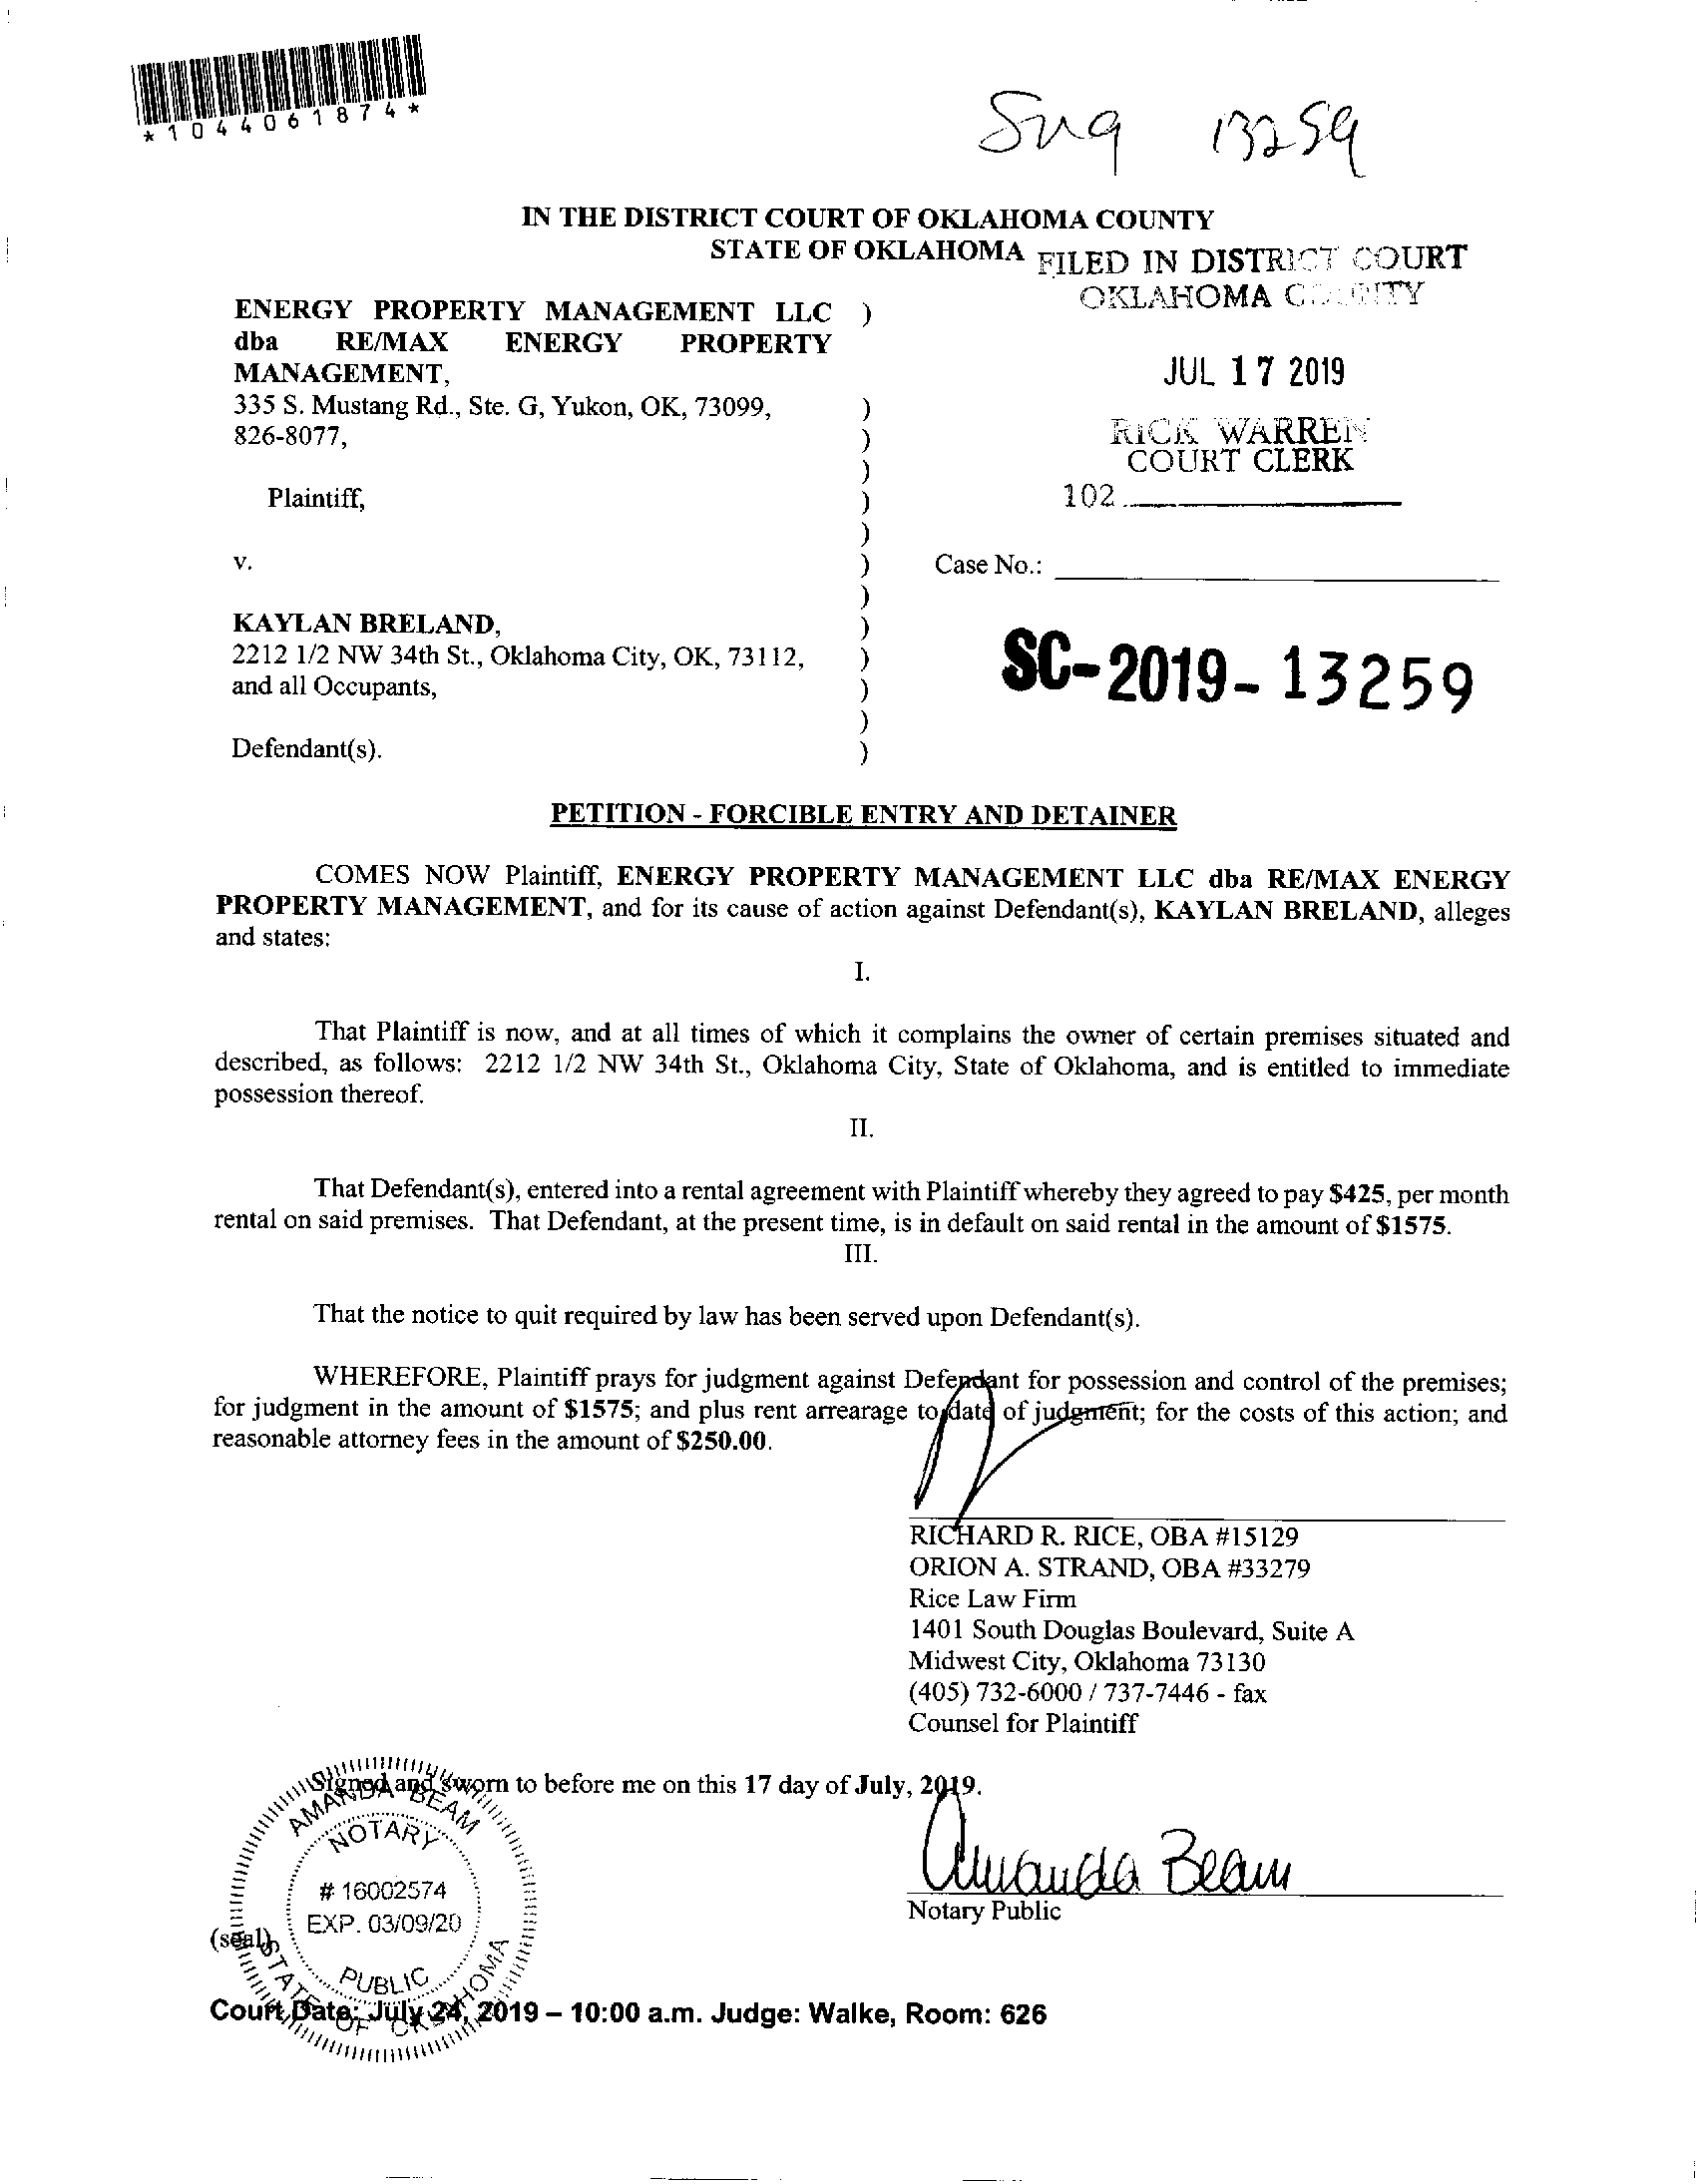 *1044061874*
13259
IN THE DISTRICT COURT OF OKLAHOMA COUNTY
STATE OF OKLAHOMA
FILED IN DISTRICT COURT
OKLAHOMA COUNTY
JUL 17 2019
RICK WARREN
COURT CLERK
102
ENERGY PROPERTY MANAGEMENT LLC )
dba RE/MAX ENERGY PROPERTY
MANAGEMENT,
335 S. Mustang Rd., Ste. G, Yukon, OK, 73099, )
826-8077, )
)
Plaintiff, )
)
v. )
Case No.:
)
KAYLAN BRELAND, )
2212 1/2 NW 34th St., Oklahoma City, OK, 73112, )
and all Occupants, )
)
Defendant(s). )
SC-2019-13259
PETITION - FORCIBLE ENTRY AND DETAINER
COMES NOW Plaintiff, ENERGY PROPERTY MANAGEMENT LLC dba RE/MAX ENERGY
PROPERTY MANAGEMENT, and for its cause of action against Defendant(s), KAYLAN BRELAND, alleges
and states:
I.
That Plaintiff is now, and at all times of which it complains the owner of certain premises situated and
described, as follows: 2212 1/2 NW 34th St., Oklahoma City, State of Oklahoma, and is entitled to immediate
possession thereof.
II.
That Defendant(s), entered into a rental agreement with Plaintiff whereby they agreed to pay $425, per month
rental on said premises. That Defendant, at the present time, is in default on said rental in the amount of $1575.
III.
That the notice to quit required by law has been served upon Defendant(s).
WHEREFORE, Plaintiff prays for judgment against Defendant for possession and control of the premises;
for judgment in the amount of $1575; and plus rent arrearage to date of judgment; for the costs of this action; and
reasonable attorney fees in the amount of $250.00.
RICHARD R. RICE, OBA #15129
ORION A. STRAND, OBA #33279
Rice Law Firm
1401 South Douglas Boulevard, Suite A
Midwest City, Oklahoma 73130
(405) 732-6000 / 737-7446 - fax
Counsel for Plaintiff
Signed and sworn to before me on this 17 day of July, 2019.
Amanda Beam
Notary Public
AMANDA BEAM
NOTARY
# 16002574
EXP. 03/09/20
PUBLIC
STATE OF OKLAHOMA
(seal)
Court Date: July 24, 2019 – 10:00 a.m. Judge: Walke, Room: 626